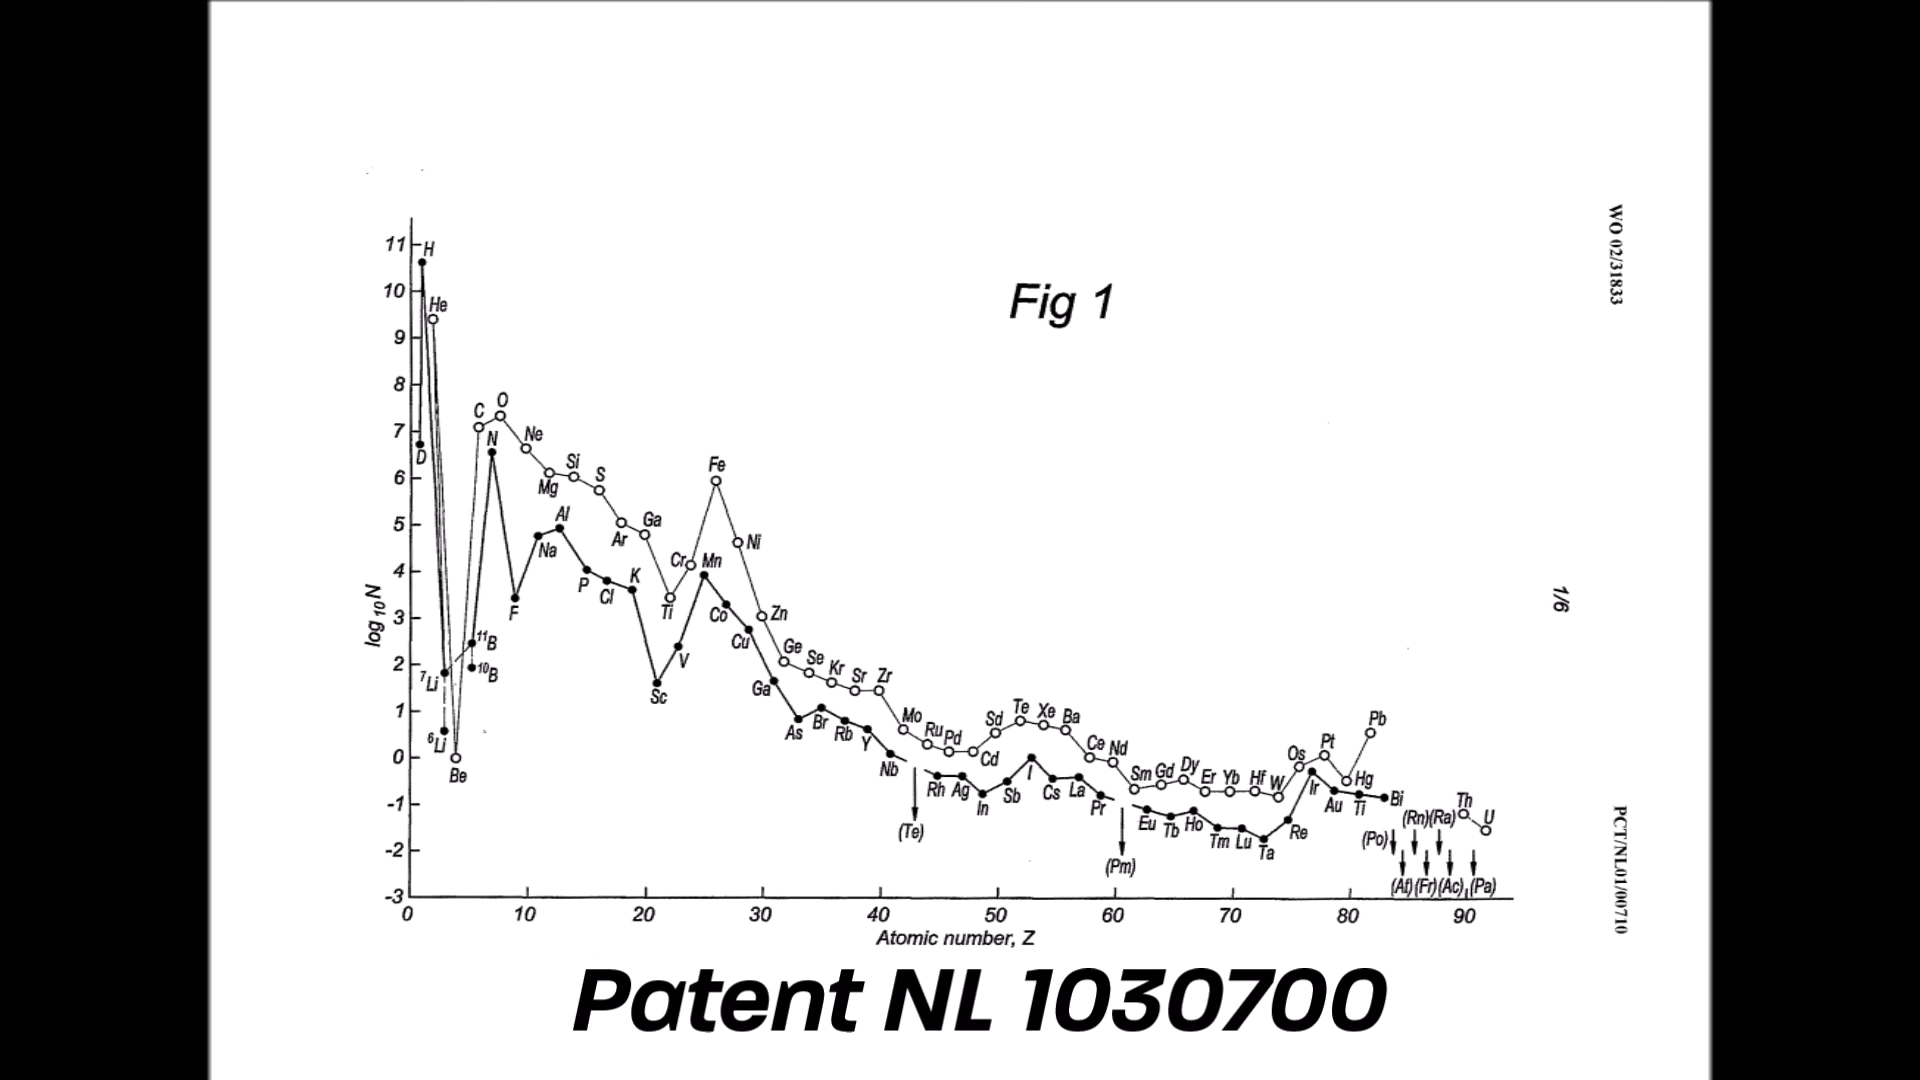 Fig 1
log10N
11
10
9
8
7
6
5
4
3
2
1
0
-1
-2
-3
0 10 20 30 40 50 60 70 80 90
Atomic number, Z
H
He
D
7Li
6Li
Be
11B
10B
C
N
O
F
Ne
Na
Mg
Al
Si
P
S
Cl
Ar
K
Ga
Sc
Ti
V
Cr
Mn
Fe
Co
Ni
Cu
Zn
Ga
Ge
As
Se
Br
Kr
Rb
Sr
Y
Zr
Nb
Mo
(Te)
Ru
Rh
Pd
Ag
Cd
In
Sd
Sb
Te
I
Xe
Cs
Ba
La
Ce
Pr
Nd
(Pm)
Sm
Eu
Gd
Tb
Dy
Ho
Er
Tm
Yb
Lu
Hf
Ta
W
Re
Os
Ir
Pt
Au
Hg
Ti
Pb
Bi
(Po)
(At)
(Rn)
(Fr)
(Ra)
(Ac)
Th
(Pa)
U
WO 02/31833
1/6
PCT/NL01/00710
Patent NL 1030700